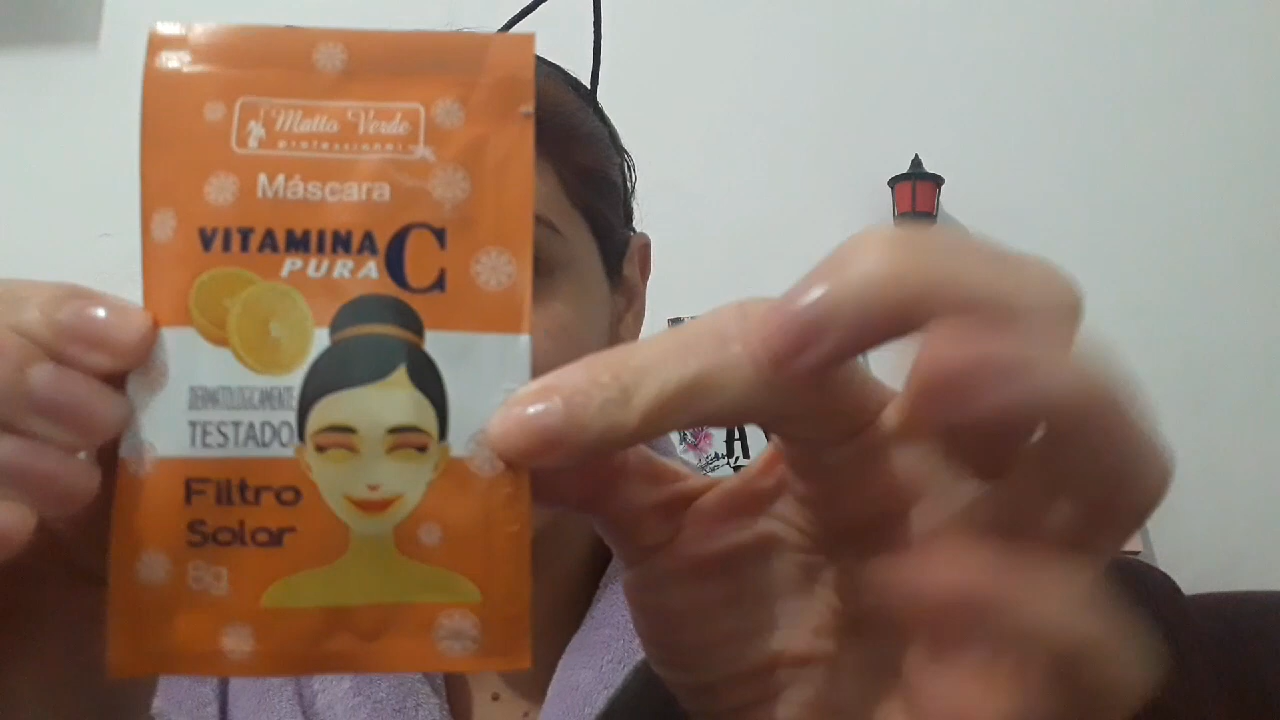 Matto Verde
professional
Máscara
VITAMINA C
PURA
DERMATOLOGICAMENTE
TESTADO
Filtro
Solar
8g
A